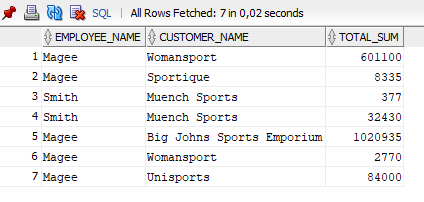 SQL | All Rows Fetched: 7 in 0,02 seconds
EMPLOYEE_NAME CUSTOMER_NAME TOTAL_SUM
1 Magee Womansport 601100
2 Magee Sportique 8335
3 Smith Muench Sports 377
4 Smith Muench Sports 32430
5 Magee Big Johns Sports Emporium 1020935
6 Magee Womansport 2770
7 Magee Unisports 84000